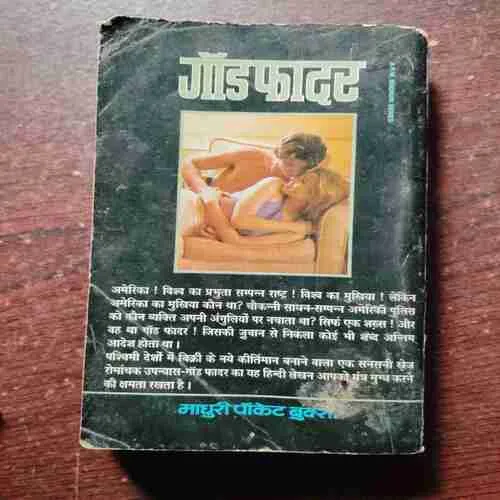 गॉड फादर
अमेरिका ! विश्व का प्रभुता सम्पन्न राष्ट्र ! विश्व का मुखिया ! लेकिन
अमेरिका का मुखिया कौन था? चौकन्नी साधन-सम्पन्न अमेरिकी पुलिस
को कौन व्यक्ति अपनी अंगुलियों पर नचाता था? सिर्फ एक शख्स ! और
वह था गॉड फादर ! जिसकी जुबान से निकला कोई भी शब्द अन्तिम
आदेश होता था ।
पश्चिमी देशों में बिक्री के नये कीर्तिमान बनाने वाला एक सनसनी खेज
रोमांचक उपन्यास-गॉड फादर का यह हिन्दी लेखन आपको मंत्र मुग्ध करने
की क्षमता रखता है ।
माधुरी पॉकेट बुक्स